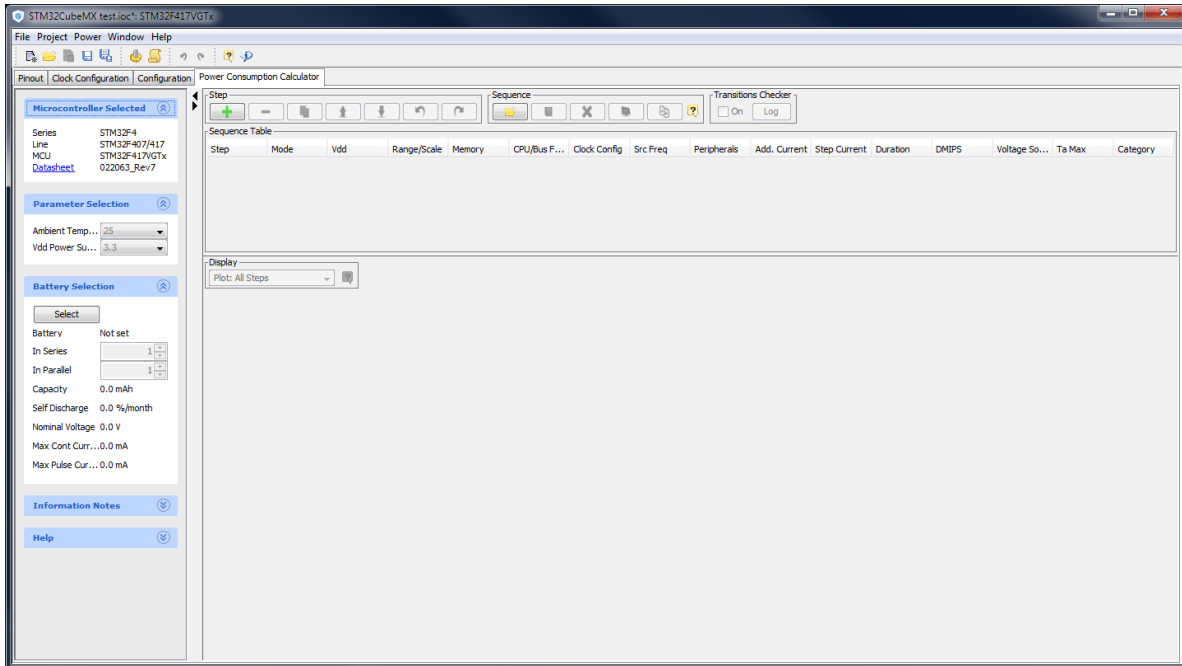 STM32CubeMX test.ioc*: STM32F417VGTx
File Project Power Window Help
Pinout Clock Configuration Configuration Power Consumption Calculator
Microcontroller Selected
Series STM32F4
Line STM32F407/417
MCU STM32F417VGTx
Datasheet 022063_Rev7
Parameter Selection
Ambient Temp... 25
Vdd Power Su... 3.3
Battery Selection
Select
Battery Not set
In Series 1
In Parallel 1
Capacity 0.0 mAh
Self Discharge 0.0 %/month
Nominal Voltage 0.0 V
Max Cont Curr...0.0 mA
Max Pulse Cur... 0.0 mA
Information Notes
Help
Step Sequence Transitions Checker
On Log
Sequence Table
Step Mode Vdd Range/Scale Memory CPU/Bus F... Clock Config Src Freq Peripherals Add. Current Step Current Duration DMIPS Voltage So... Ta Max Category
Display
Plot: All Steps